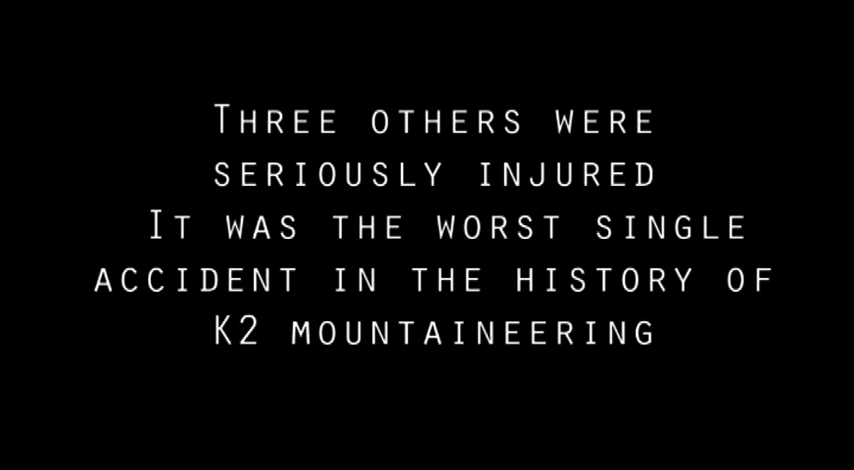 Three others were
seriously injured
It was the worst single
accident in the history of
K2 mountaineering